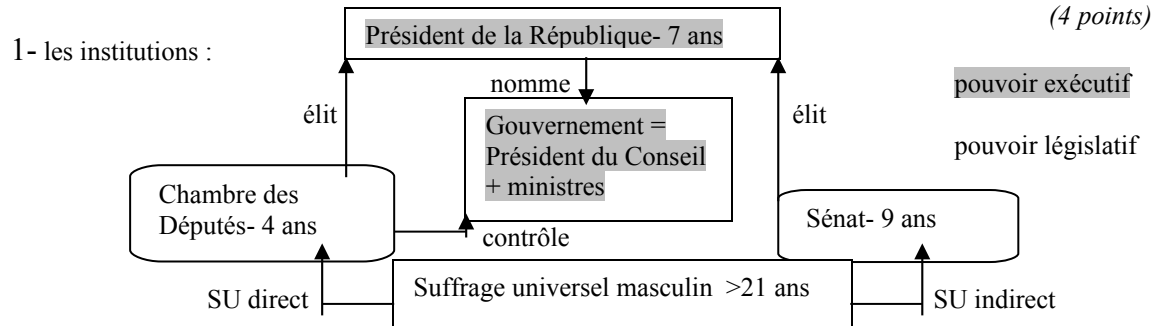 (4 points)
Président de la République- 7 ans
1- les institutions :
nomme
pouvoir exécutif
élit
élit
Gouvernement =
Président du Conseil
+ ministres
pouvoir législatif
Chambre des
Députés- 4 ans
Sénat- 9 ans
contrôle
Suffrage universel masculin >21 ans
SU direct
SU indirect